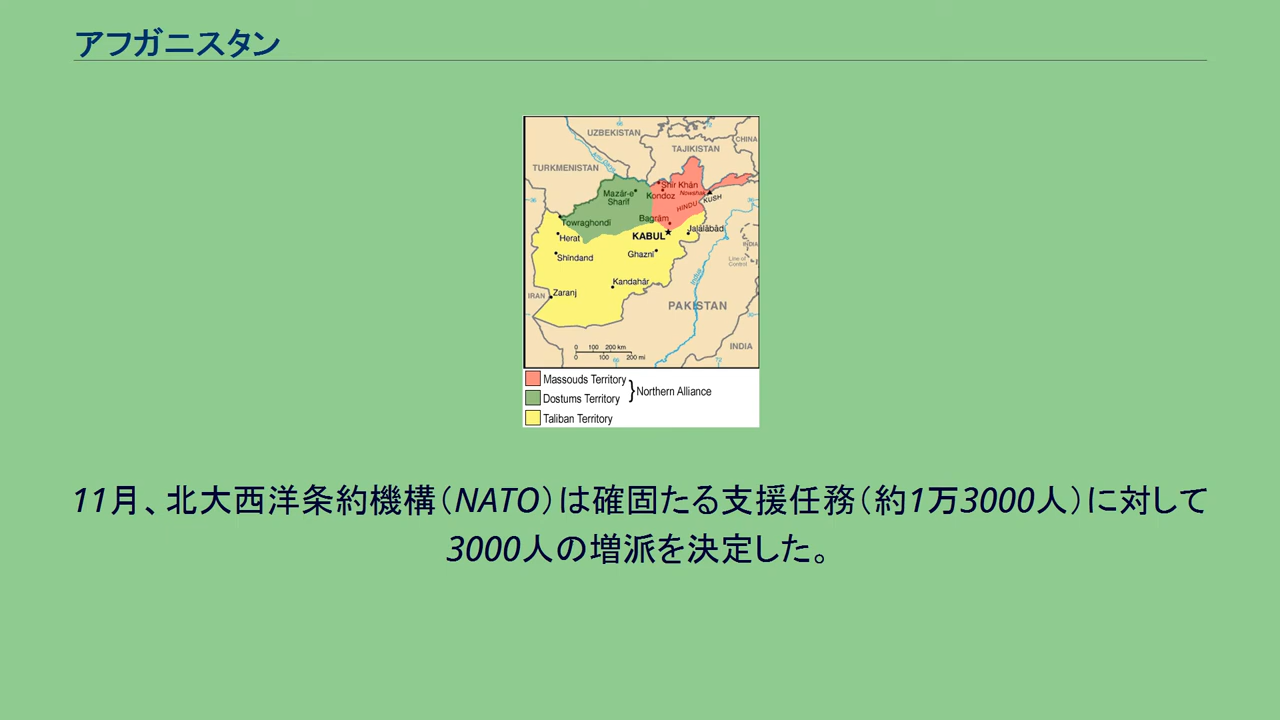 アフガニスタン
UZBEKISTAN
CHINA
TAJIKISTAN
TURKMENISTAN
Amu Darya
Shir Khān
Mazār-e
Sharif
Kondoz
Nowshak
HINDU KUSH
Towraghondi
Bagrām
Jalālābād
KABUL
Herat
INDIA
Ghazni
Shīndand
Line of
Control
Indus
Kandahār
Zaranj
IRAN
PAKISTAN
INDIA
0 100 200 km
0 100 200 mi
Massouds Territory
Northern Alliance
Dostums Territory
Taliban Territory
11月、北大西洋条約機構（NATO）は確固たる支援任務（約1万3000人）に対して
3000人の増派を決定した。